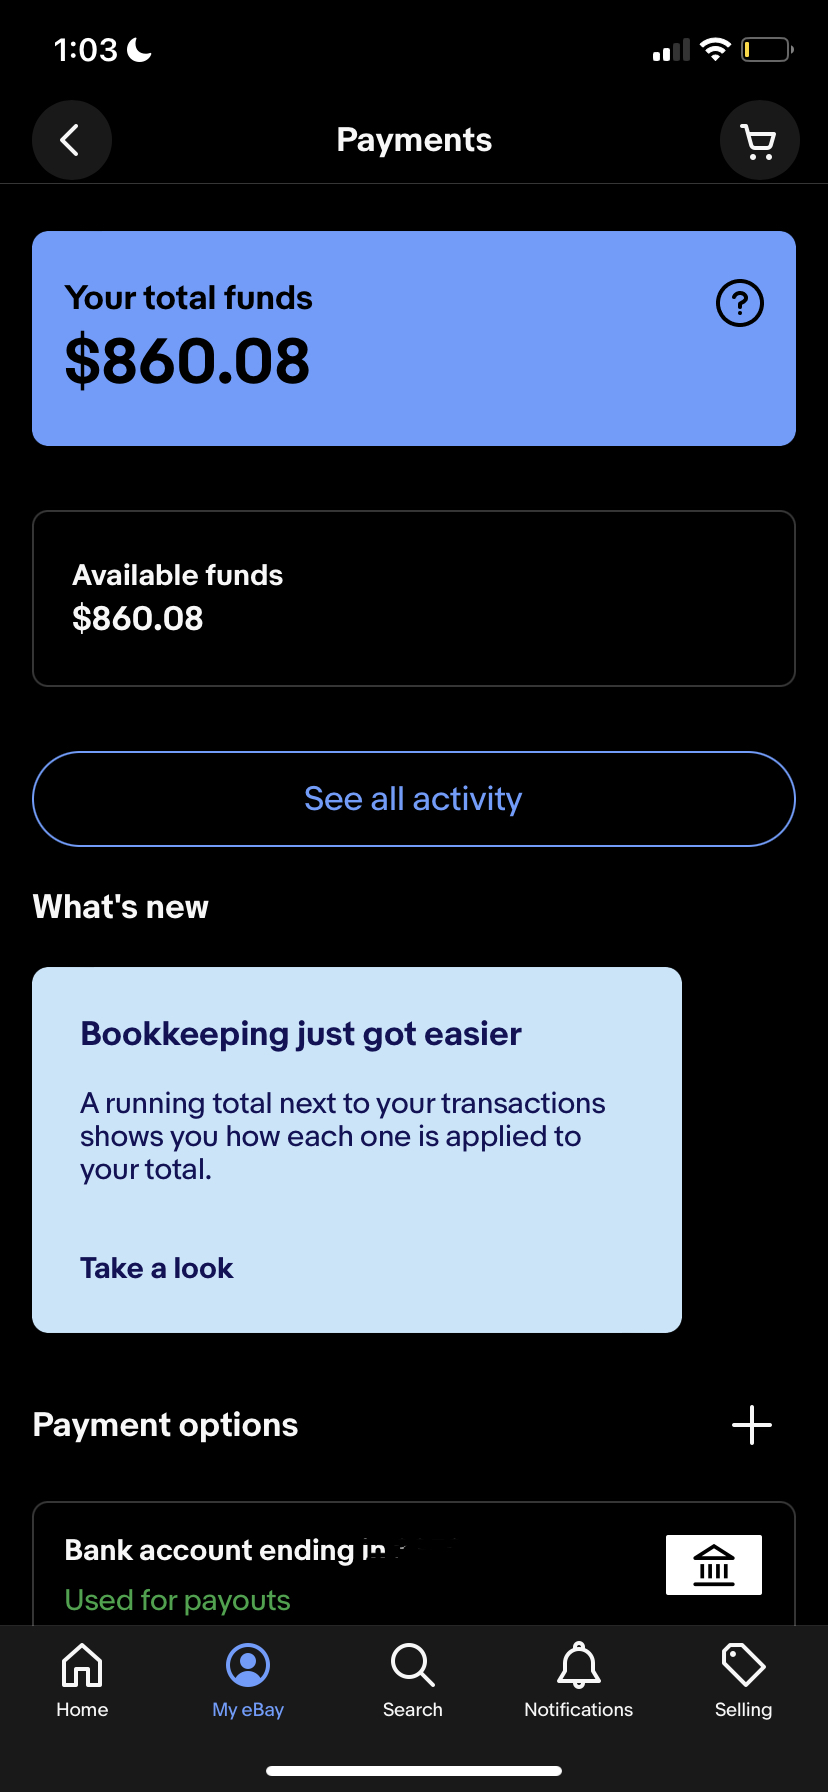 1:03
Payments
Your total funds
?
$860.08
Available funds
$860.08
See all activity
What's new
Bookkeeping just got easier
A running total next to your transactions
shows you how each one is applied to
your total.
Take a look
Payment options
Bank account ending in
Used for payouts
Home
My eBay
Search
Notifications
Selling